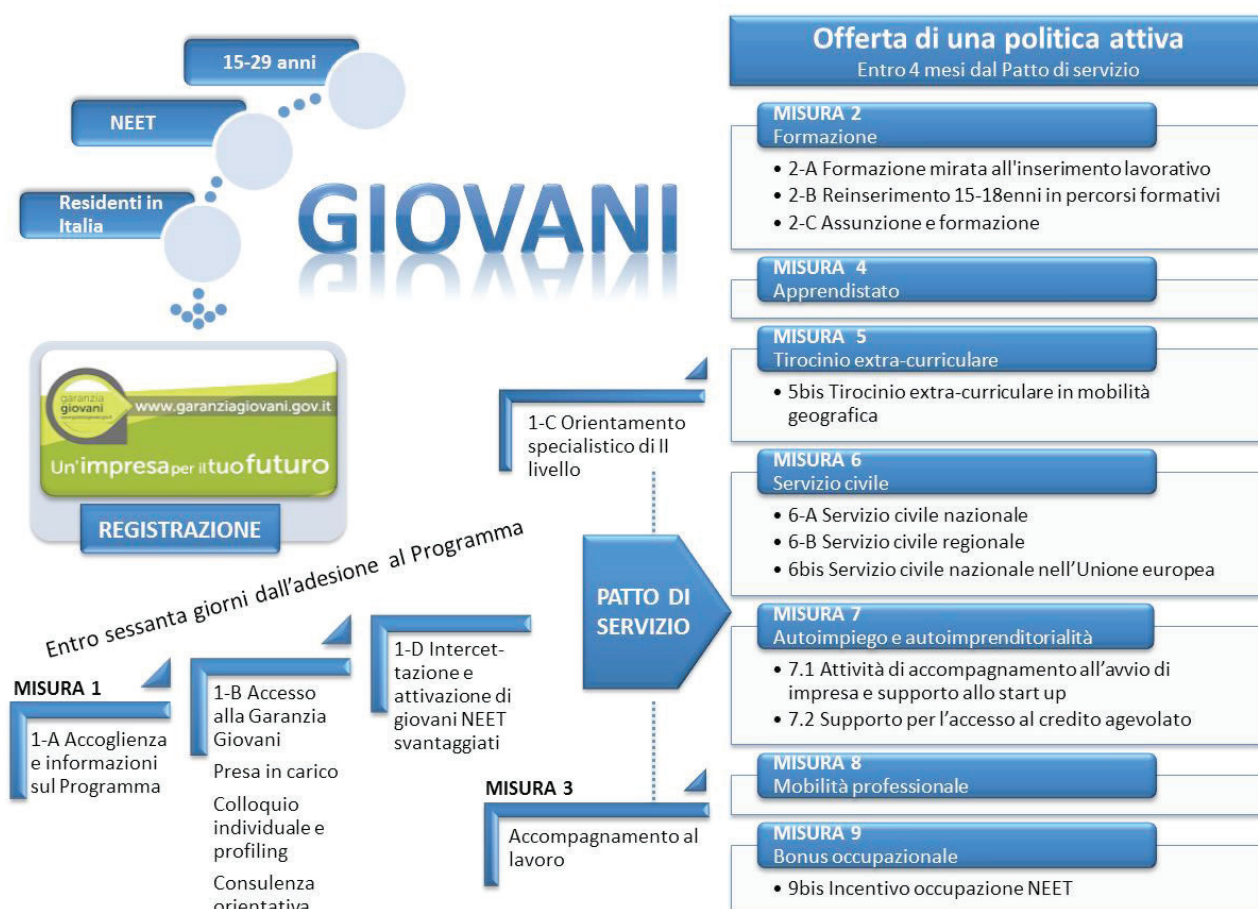 15-29 anni
NEET
Residenti in
Italia
GIOVANI
garanzia
giovani
www.garanziagiovani.gov.it
Un'impresa per il tuo futuro
REGISTRAZIONE
Entro sessanta giorni dall'adesione al Programma
MISURA 1
1-A Accoglienza
e informazioni
sul Programma
1-B Accesso
alla Garanzia
Giovani
Presa in carico
Colloquio
individuale e
profiling
Consulenza
orientativa
1-D Intercet-
tazione e
attivazione di
giovani NEET
svantaggiati
1-C Orientamento
specialistico di II
livello
PATTO DI
SERVIZIO
MISURA 3
Accompagnamento al
lavoro
Offerta di una politica attiva
Entro 4 mesi dal Patto di servizio
MISURA 2
Formazione
• 2-A Formazione mirata all'inserimento lavorativo
• 2-B Reinserimento 15-18enni in percorsi formativi
• 2-C Assunzione e formazione
MISURA 4
Apprendistato
MISURA 5
Tirocinio extra-curriculare
• 5bis Tirocinio extra-curriculare in mobilità
geografica
MISURA 6
Servizio civile
• 6-A Servizio civile nazionale
• 6-B Servizio civile regionale
• 6bis Servizio civile nazionale nell'Unione europea
MISURA 7
Autoimpiego e autoimprenditorialità
• 7.1 Attività di accompagnamento all'avvio di
impresa e supporto allo start up
• 7.2 Supporto per l'accesso al credito agevolato
MISURA 8
Mobilità professionale
MISURA 9
Bonus occupazionale
• 9bis Incentivo occupazione NEET